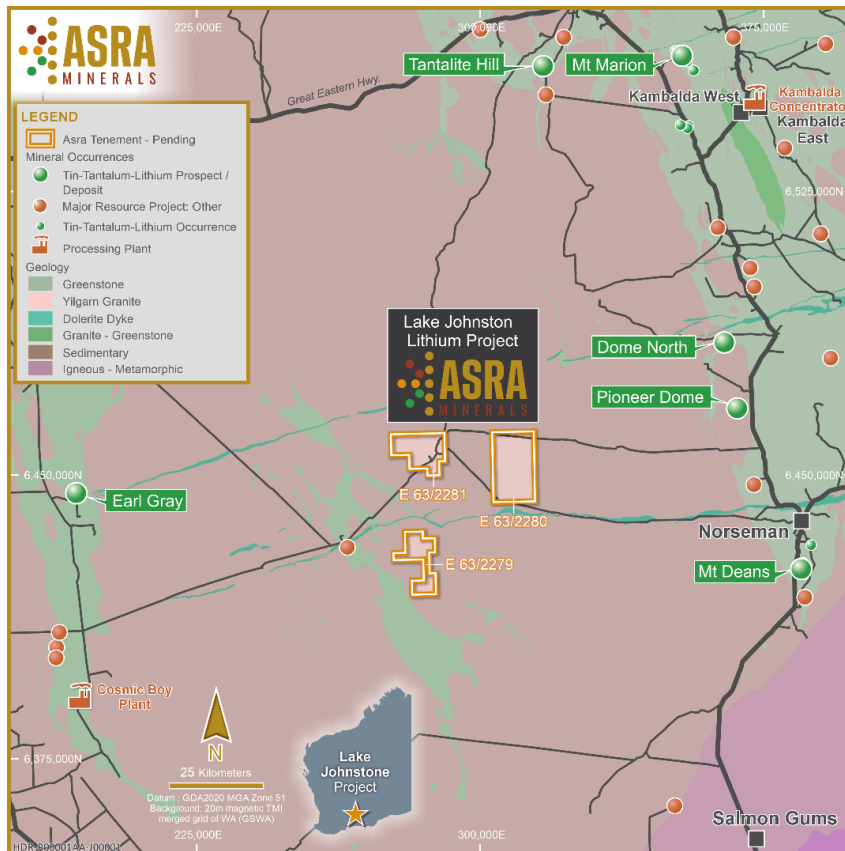 225,000E
300,000E
375,000E
ASRA
MINERALS
Great Eastern Hwy.
Tantalite Hill
Mt Marion
Kambalda West
Kambalda
Concentrator
Kambalda
East
LEGEND
Asra Tenement - Pending
Mineral Occurrences
Tin-Tantalum-Lithium Prospect /
Deposit
Major Resource Project: Other
Tin-Tantalum-Lithium Occurrence
Processing Plant
Geology
Greenstone
Yilgarn Granite
Dolerite Dyke
Granite - Greenstone
Sedimentary
Igneous - Metamorphic
6,525,000N
Lake Johnston
Lithium Project
ASRA
MINERALS
Dome North
Pioneer Dome
6,450,000N
6,450,000N
Earl Gray
E 63/2281
E 63/2280
E 63/2279
Norseman
Mt Deans
Cosmic Boy
Plant
N
25 Kilometers
Datum : GDA2020 MGA Zone 51
Background: 20m magnetic TMI
merged grid of WA (GSWA)
Lake
Johnstone
Project
6,375,000N
Salmon Gums
225,000E
300,000E